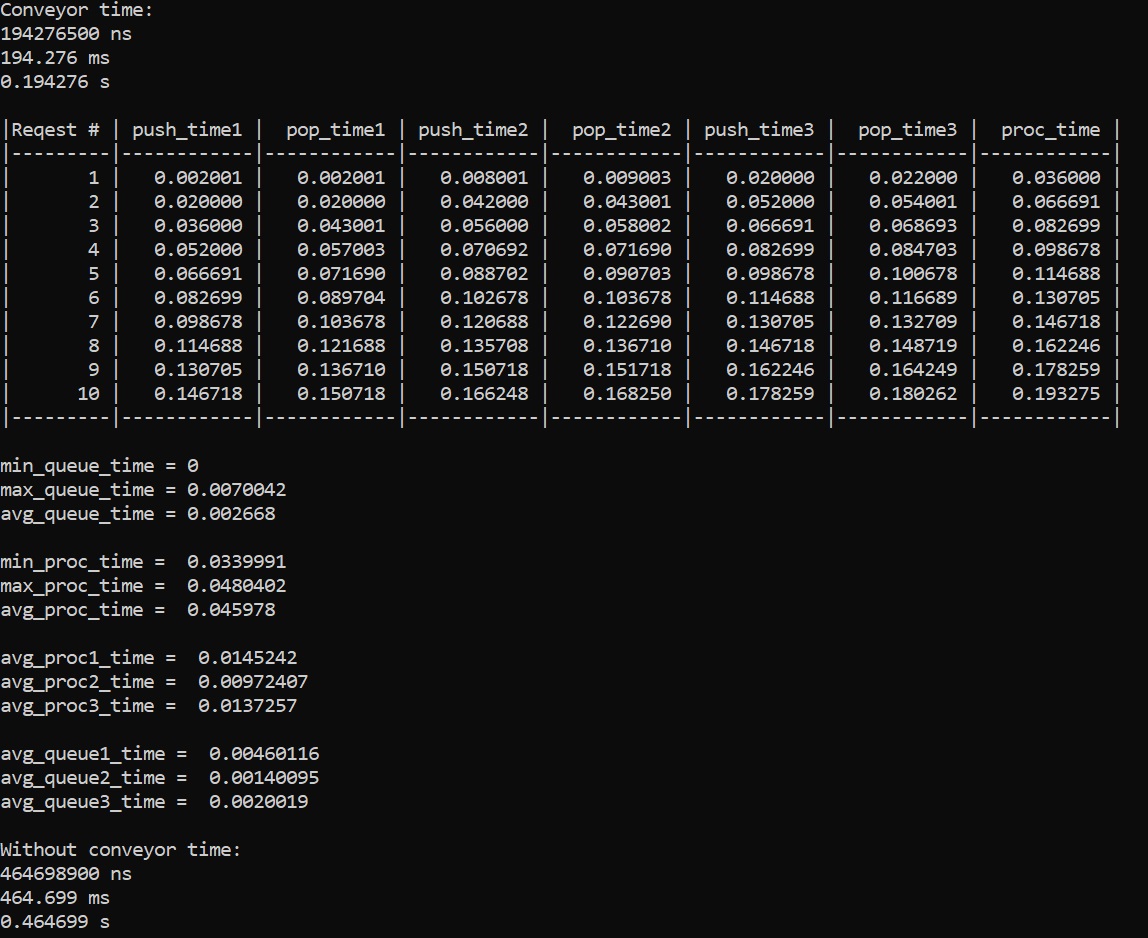 Conveyor time:
194276500 ns
194.276 ms
0.194276 s
|Reqest # | push_time1 |  pop_time1 | push_time2 |  pop_time2 | push_time3 |  pop_time3 |  proc_time |
|---------|------------|------------|------------|------------|------------|------------|------------|
|       1 |   0.002001 |   0.002001 |   0.008001 |   0.009003 |   0.020000 |   0.022000 |   0.036000 |
|       2 |   0.020000 |   0.020000 |   0.042000 |   0.043001 |   0.052000 |   0.054001 |   0.066691 |
|       3 |   0.036000 |   0.043001 |   0.056000 |   0.058002 |   0.066691 |   0.068693 |   0.082699 |
|       4 |   0.052000 |   0.057003 |   0.070692 |   0.071690 |   0.082699 |   0.084703 |   0.098678 |
|       5 |   0.066691 |   0.071690 |   0.088702 |   0.090703 |   0.098678 |   0.100678 |   0.114688 |
|       6 |   0.082699 |   0.089704 |   0.102678 |   0.103678 |   0.114688 |   0.116689 |   0.130705 |
|       7 |   0.098678 |   0.103678 |   0.120688 |   0.122690 |   0.130705 |   0.132709 |   0.146718 |
|       8 |   0.114688 |   0.121688 |   0.135708 |   0.136710 |   0.146718 |   0.148719 |   0.162246 |
|       9 |   0.130705 |   0.136710 |   0.150718 |   0.151718 |   0.162246 |   0.164249 |   0.178259 |
|      10 |   0.146718 |   0.150718 |   0.166248 |   0.168250 |   0.178259 |   0.180262 |   0.193275 |
|---------|------------|------------|------------|------------|------------|------------|------------|
min_queue_time = 0
max_queue_time = 0.0070042
avg_queue_time = 0.002668
min_proc_time =  0.0339991
max_proc_time =  0.0480402
avg_proc_time =  0.045978
avg_proc1_time =  0.0145242
avg_proc2_time =  0.00972407
avg_proc3_time =  0.0137257
avg_queue1_time =  0.00460116
avg_queue2_time =  0.00140095
avg_queue3_time =  0.0020019
Without conveyor time:
464698900 ns
464.699 ms
0.464699 s